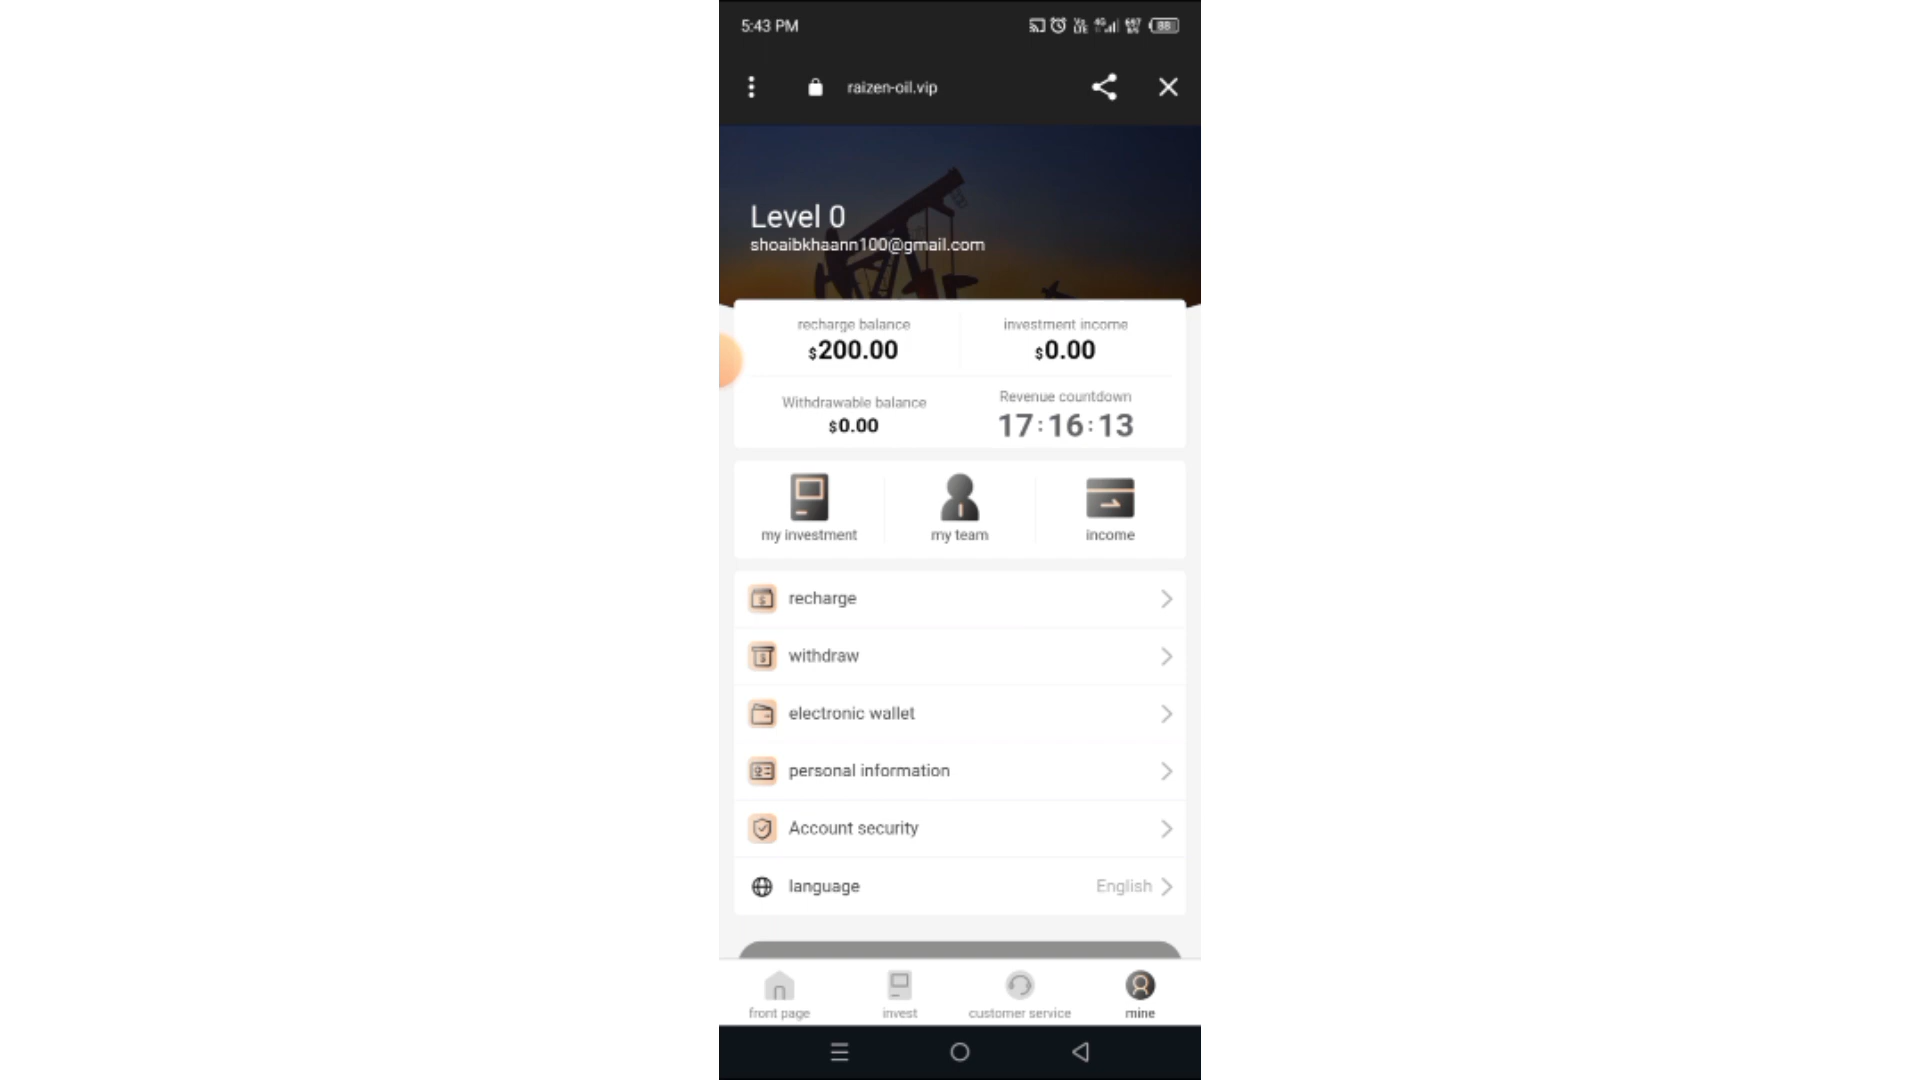 5:43 PM
88
raizen-oil.vip
Level 0
shoaibkhaann100@gmail.com
recharge balance
$200.00
investment income
$0.00
Withdrawable balance
$0.00
Revenue countdown
17:16:13
my investment
my team
income
recharge
withdraw
electronic wallet
personal information
Account security
language
English
front page
invest
customer service
mine